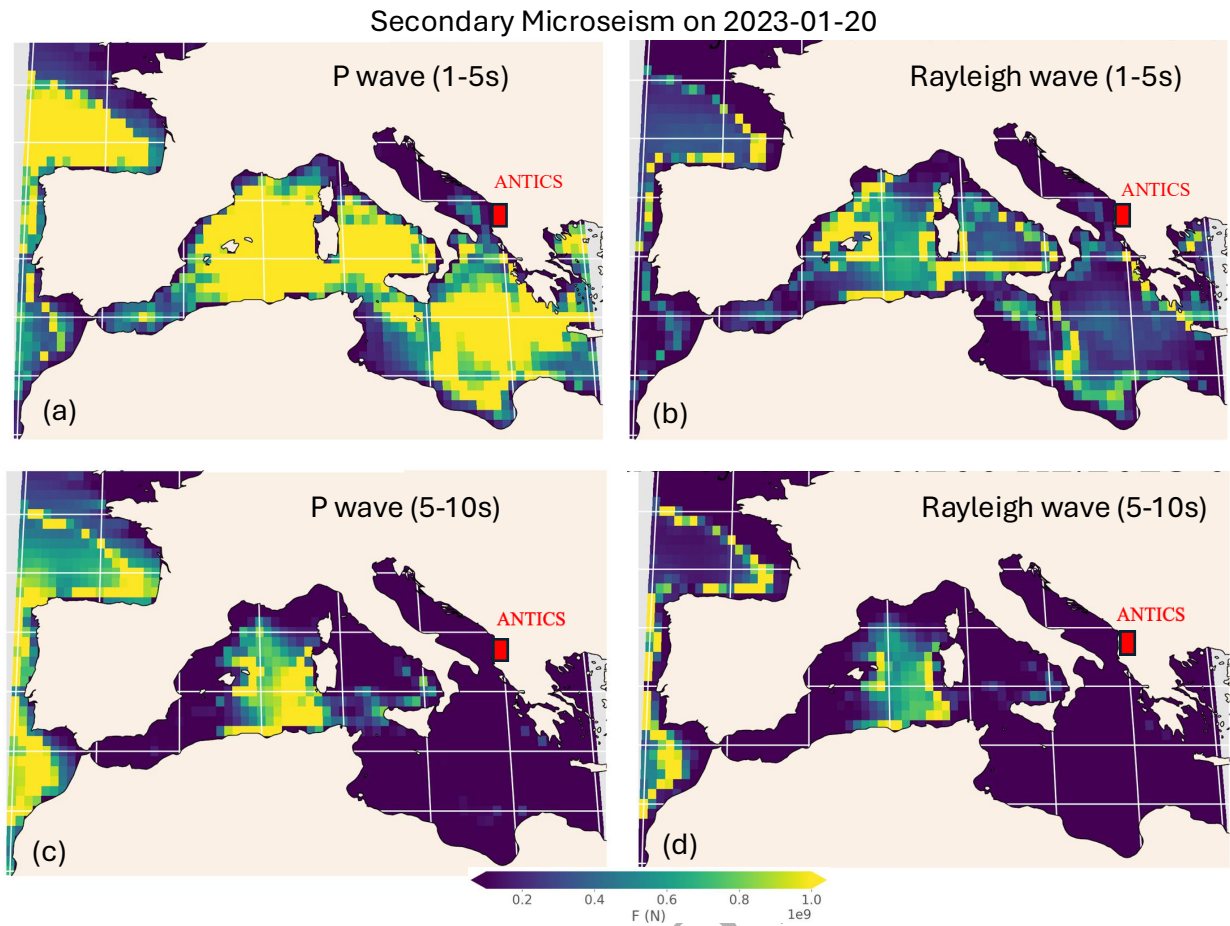 Secondary Microseism on 2023-01-20
P wave (1-5s)
Rayleigh wave (1-5s)
ANTICS
ANTICS
(a)
(b)
P wave (5-10s)
Rayleigh wave (5-10s)
ANTICS
ANTICS
(c)
(d)
0.2 0.4 0.6 0.8 1.0
F (N)
1e9